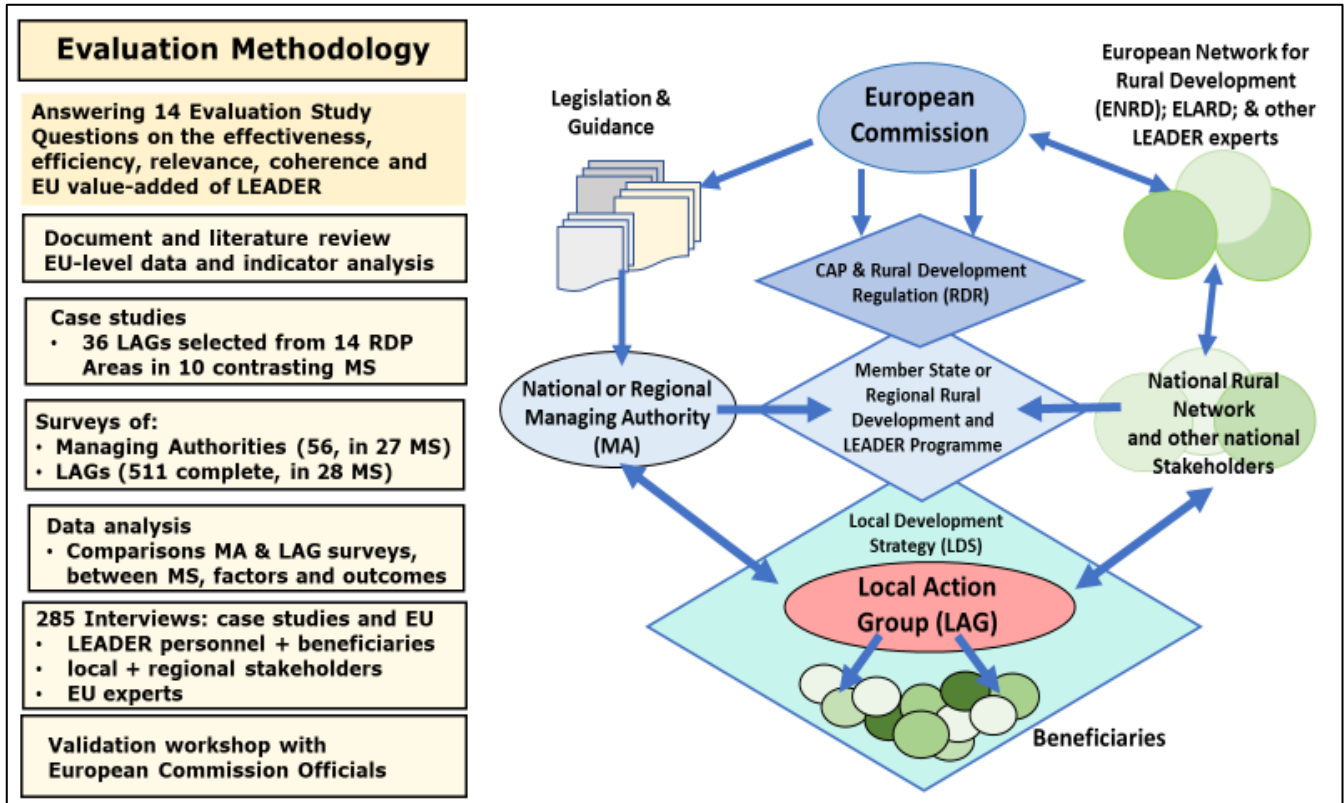 Evaluation Methodology
Answering 14 Evaluation Study
Questions on the effectiveness,
efficiency, relevance, coherence and
EU value-added of LEADER
Document and literature review
EU-level data and indicator analysis
Case studies
• 36 LAGs selected from 14 RDP
Areas in 10 contrasting MS
Surveys of:
• Managing Authorities (56, in 27 MS)
• LAGs (511 complete, in 28 MS)
Data analysis
• Comparisons MA & LAG surveys,
between MS, factors and outcomes
285 Interviews: case studies and EU
• LEADER personnel + beneficiaries
• local + regional stakeholders
• EU experts
Validation workshop with
European Commission Officials
Legislation &
Guidance
European
Commission
European Network for
Rural Development
(ENRD); ELARD; & other
LEADER experts
CAP & Rural Development
Regulation (RDR)
National or Regional
Managing Authority
(MA)
Member State or
Regional Rural
Development and
LEADER Programme
National Rural
Network
and other national
Stakeholders
Local Development
Strategy (LDS)
Local Action
Group (LAG)
Beneficiaries